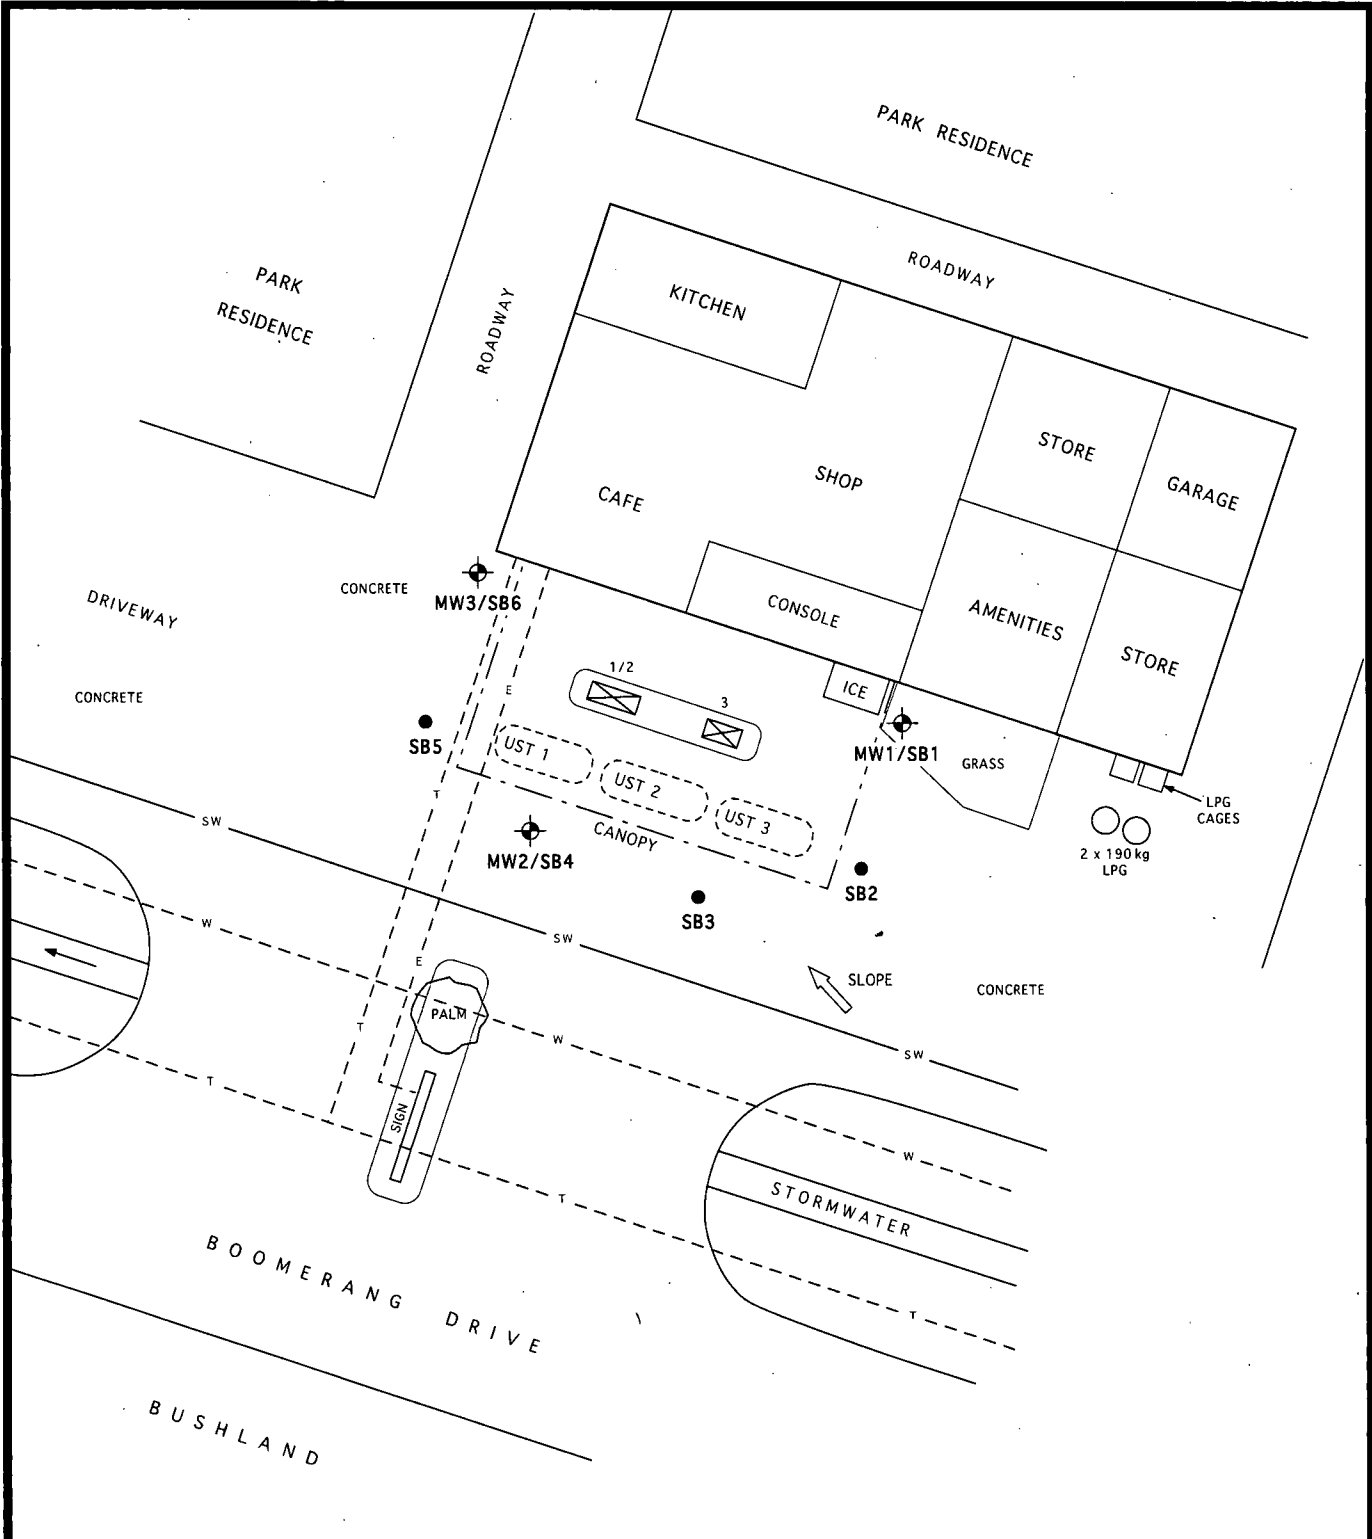 PARK RESIDENCE
ROADWAY
PARK
RESIDENCE
KITCHEN
ROADWAY
STORE
SHOP
GARAGE
CAFE
CONCRETE
MW3/SB6
DRIVEWAY
CONSOLE
AMENITIES
STORE
1/2
ICE
E
3
CONCRETE
SB5
UST 1
MW1/SB1
GRASS
UST 2
T
LPG
CAGES
UST 3
SW
CANOPY
MW2/SB4
2 x 190kg
LPG
SB2
SB3
W
SW
E
SLOPE
CONCRETE
PALM
T
W
SW
T
SIGN
W
T
STORMWATER
BOOMERANG DRIVE
T
BUSHLAND